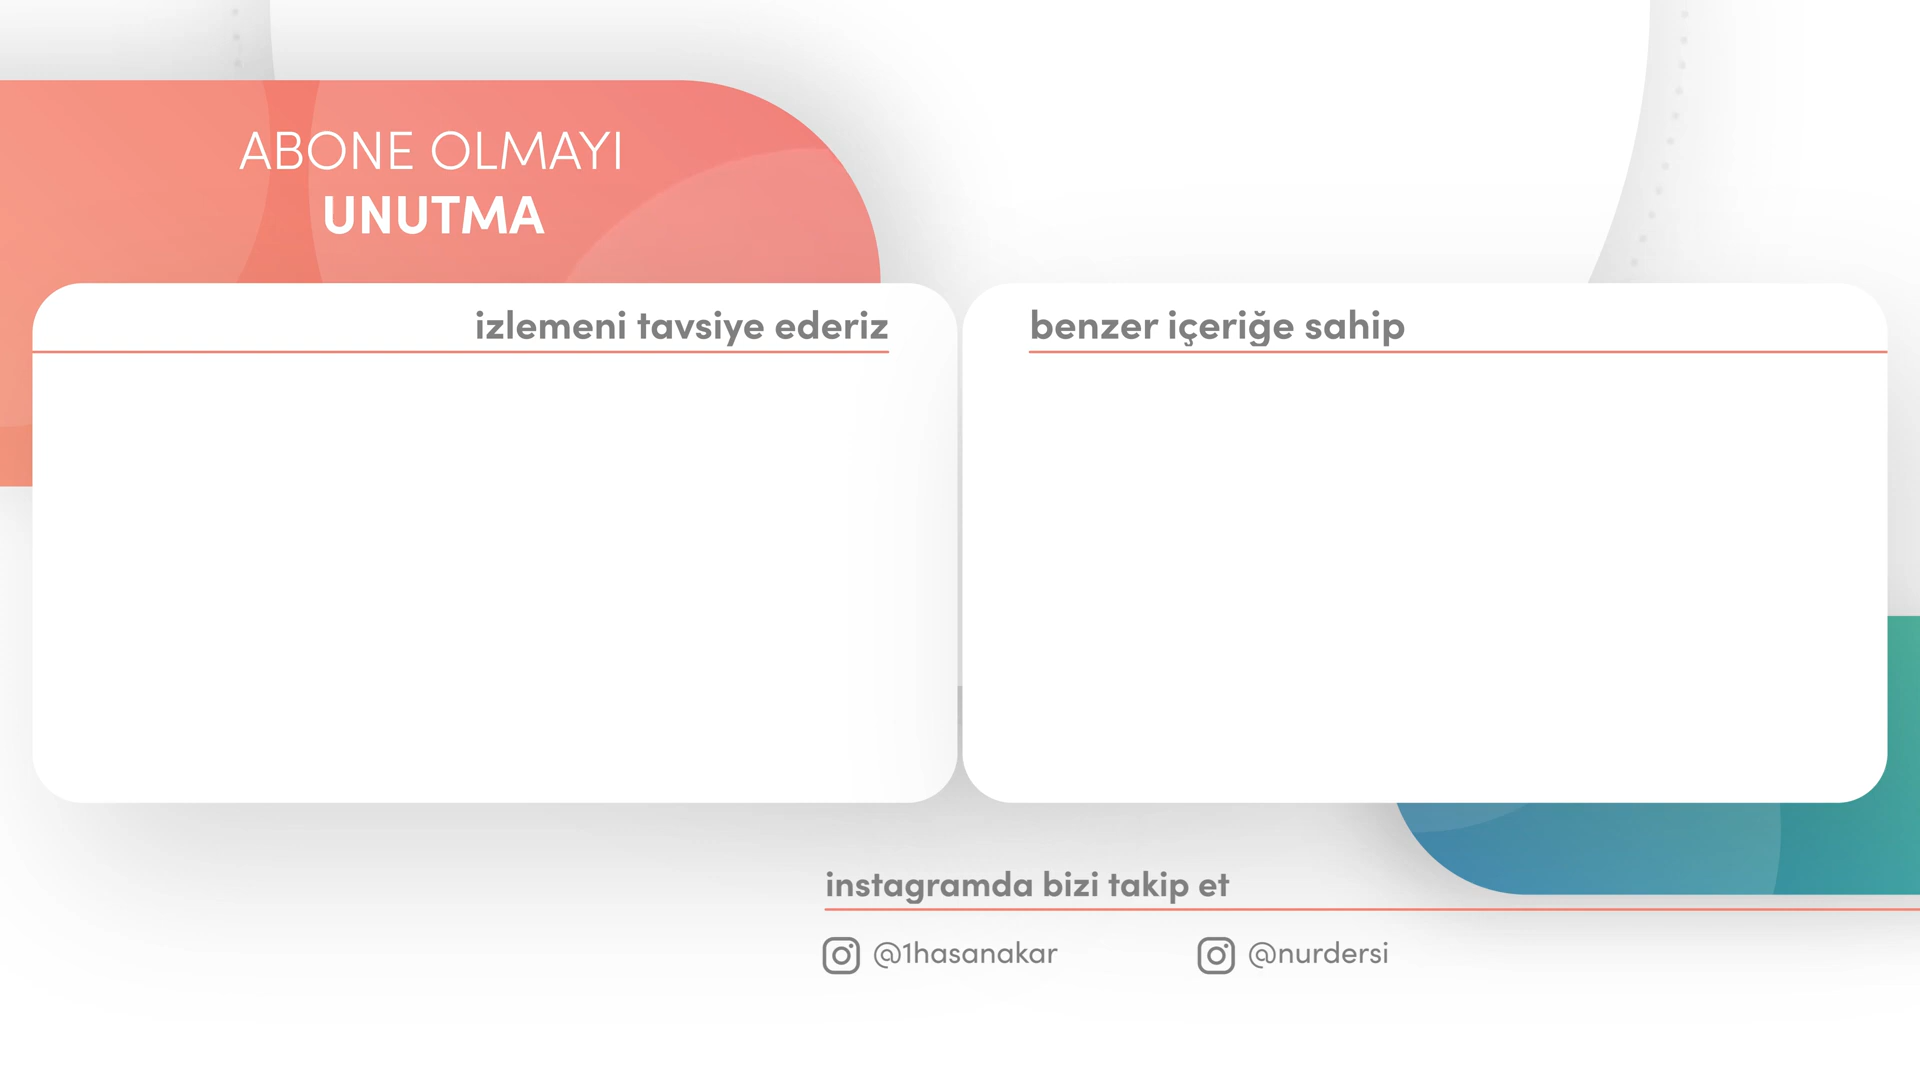 ABONE OLMAYI
UNUTMA
izlemeni tavsiye ederiz
benzer içeriğe sahip
instagramda bizi takip et
@1hasanakar
@nurdersi